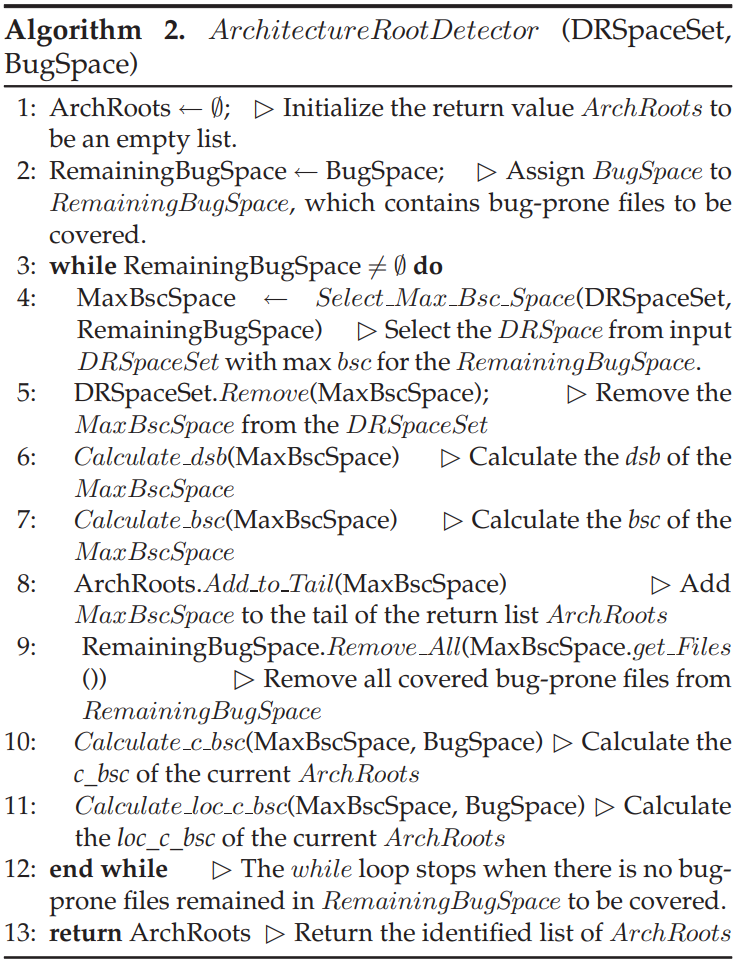 Algorithm 2. ArchitectureRootDetector (DRSpaceSet,
BugSpace)
1: ArchRoots ← ∅; ▷ Initialize the return value ArchRoots to
be an empty list.
2: RemainingBugSpace ← BugSpace; ▷ Assign BugSpace to
RemainingBugSpace, which contains bug-prone files to be
covered.
3: while RemainingBugSpace ≠ ∅ do
4: MaxBscSpace ← Select_Max_Bsc_Space(DRSpaceSet,
RemainingBugSpace) ▷ Select the DRSpace from input
DRSpaceSet with max bsc for the RemainingBugSpace.
5: DRSpaceSet.Remove(MaxBscSpace); ▷ Remove the
MaxBscSpace from the DRSpaceSet
6: Calculate_dsb(MaxBscSpace) ▷ Calculate the dsb of the
MaxBscSpace
7: Calculate_bsc(MaxBscSpace) ▷ Calculate the bsc of the
MaxBscSpace
8: ArchRoots.Add_to_Tail(MaxBscSpace) ▷ Add
MaxBscSpace to the tail of the return list ArchRoots
9: RemainingBugSpace.Remove_All(MaxBscSpace.get_Files
()) ▷ Remove all covered bug-prone files from
RemainingBugSpace
10: Calculate_c_bsc(MaxBscSpace, BugSpace) ▷ Calculate the
c_bsc of the current ArchRoots
11: Calculate_loc_c_bsc(MaxBscSpace, BugSpace) ▷ Calculate
the loc_c_bsc of the current ArchRoots
12: end while ▷ The while loop stops when there is no bug-
prone files remained in RemainingBugSpace to be covered.
13: return ArchRoots ▷ Return the identified list of ArchRoots